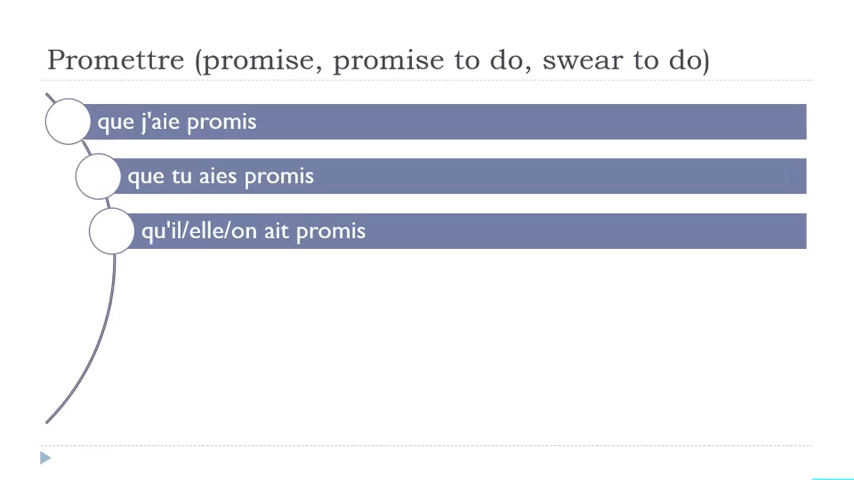 Promettre (promise, promise to do, swear to do)
que j'aie promis
que tu aies promis
qu'il/elle/on ait promis